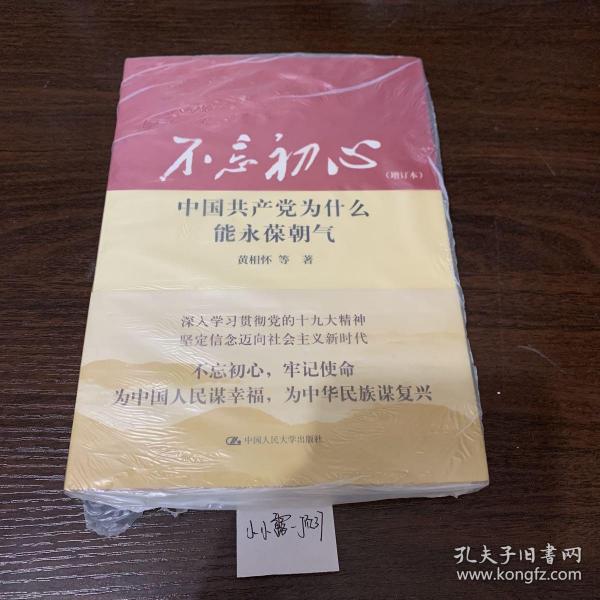 不忘初心
（增订本）
中国共产党为什么
能永葆朝气
黄相怀 等 著
深入学习贯彻党的十九大精神
坚定信念迈向社会主义新时代
不忘初心，牢记使命
为中国人民谋幸福，为中华民族谋复兴
中国人民大学出版社
孔夫子旧书网
www.kongfz.com